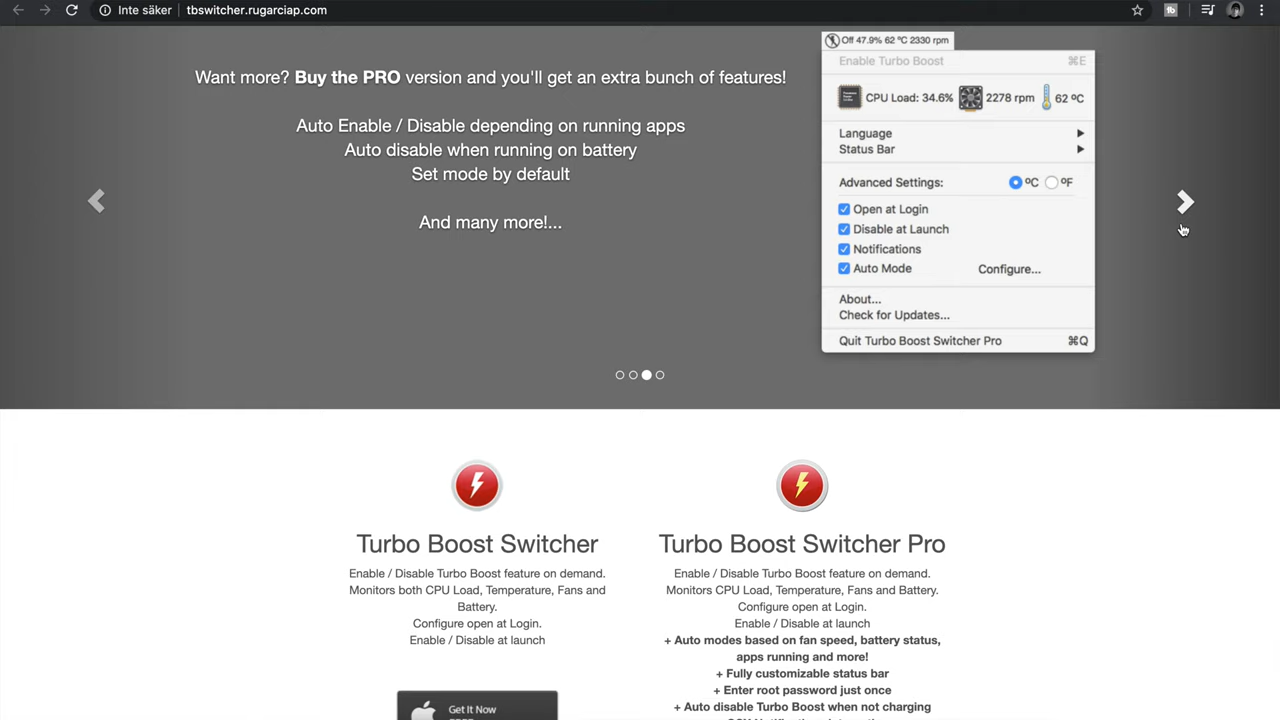 Inte säker
tbswitcher.rugarciap.com
Want more? Buy the PRO version and you'll get an extra bunch of features!
Auto Enable / Disable depending on running apps
Auto disable when running on battery
Set mode by default
And many more!...
Off 47.9% 62 ºC 2330 rpm
Enable Turbo Boost ⌘E
CPU Load: 34.6% 2278 rpm 62 ºC
Language
Status Bar
Advanced Settings: ºC ºF
Open at Login
Disable at Launch
Notifications
Auto Mode Configure...
About...
Check for Updates...
Quit Turbo Boost Switcher Pro ⌘Q
Turbo Boost Switcher
Enable / Disable Turbo Boost feature on demand.
Monitors both CPU Load, Temperature, Fans and
Battery.
Configure open at Login.
Enable / Disable at launch
Get It Now
Turbo Boost Switcher Pro
Enable / Disable Turbo Boost feature on demand.
Monitors CPU Load, Temperature, Fans and Battery.
Configure open at Login.
Enable / Disable at launch
+ Auto modes based on fan speed, battery status,
apps running and more!
+ Fully customizable status bar
+ Enter root password just once
+ Auto disable Turbo Boost when not charging